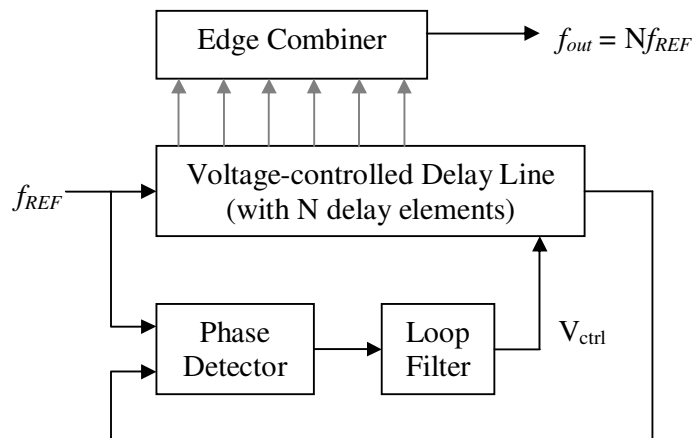 Edge Combiner
fout = NfREF
Voltage-controlled Delay Line
(with N delay elements)
fREF
Phase
Detector
Loop
Filter
Vctrl